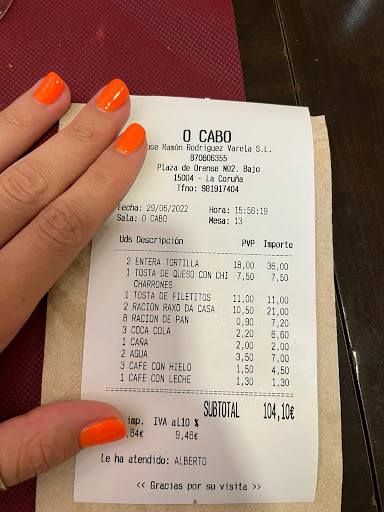 O CABO
Jose Ramón Rodriguez Varela S.L.
B70606355
Plaza de Orense Nº2. Bajo
15004 - La Coruña
Tfno: 981917404
Fecha: 29/06/2022 Hora: 15:56:19
Sala: O CABO Mesa: 13
Uds Descripción PVP Importe
2 ENTERA TORTILLA 18,00 36,00
1 TOSTA DE QUESO CON CHI 7,50 7,50
CHARRONES
1 TOSTA DE FILETITOS 11,00 11,00
2 RACION RAXO DA CASA 10,50 21,00
8 RACION DE PAN 0,90 7,20
3 COCA COLA 2,20 6,60
1 CAÑA 2,00 2,00
2 AGUA 3,50 7,00
3 CAFE CON HIELO 1,50 4,50
1 CAFE CON LECHE 1,30 1,30
SUBTOTAL 104,10€
imp. IVA al10 %
,64€ 9,46€
Le ha atendido: ALBERTO
<< Gracias por su visita >>